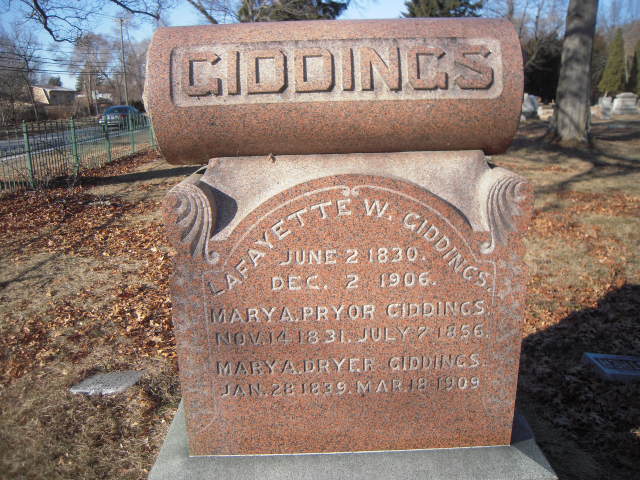 GIDDINGS
LAFAYETTE W. GIDDINGS.
JUNE 2 1830.
DEC. 2 1906.
MARY A. PRYOR GIDDINGS.
NOV. 14 1831. JULY 7 1856.
MARY A. DRYER GIDDINGS.
JAN. 28 1839. MAR. 18 1909